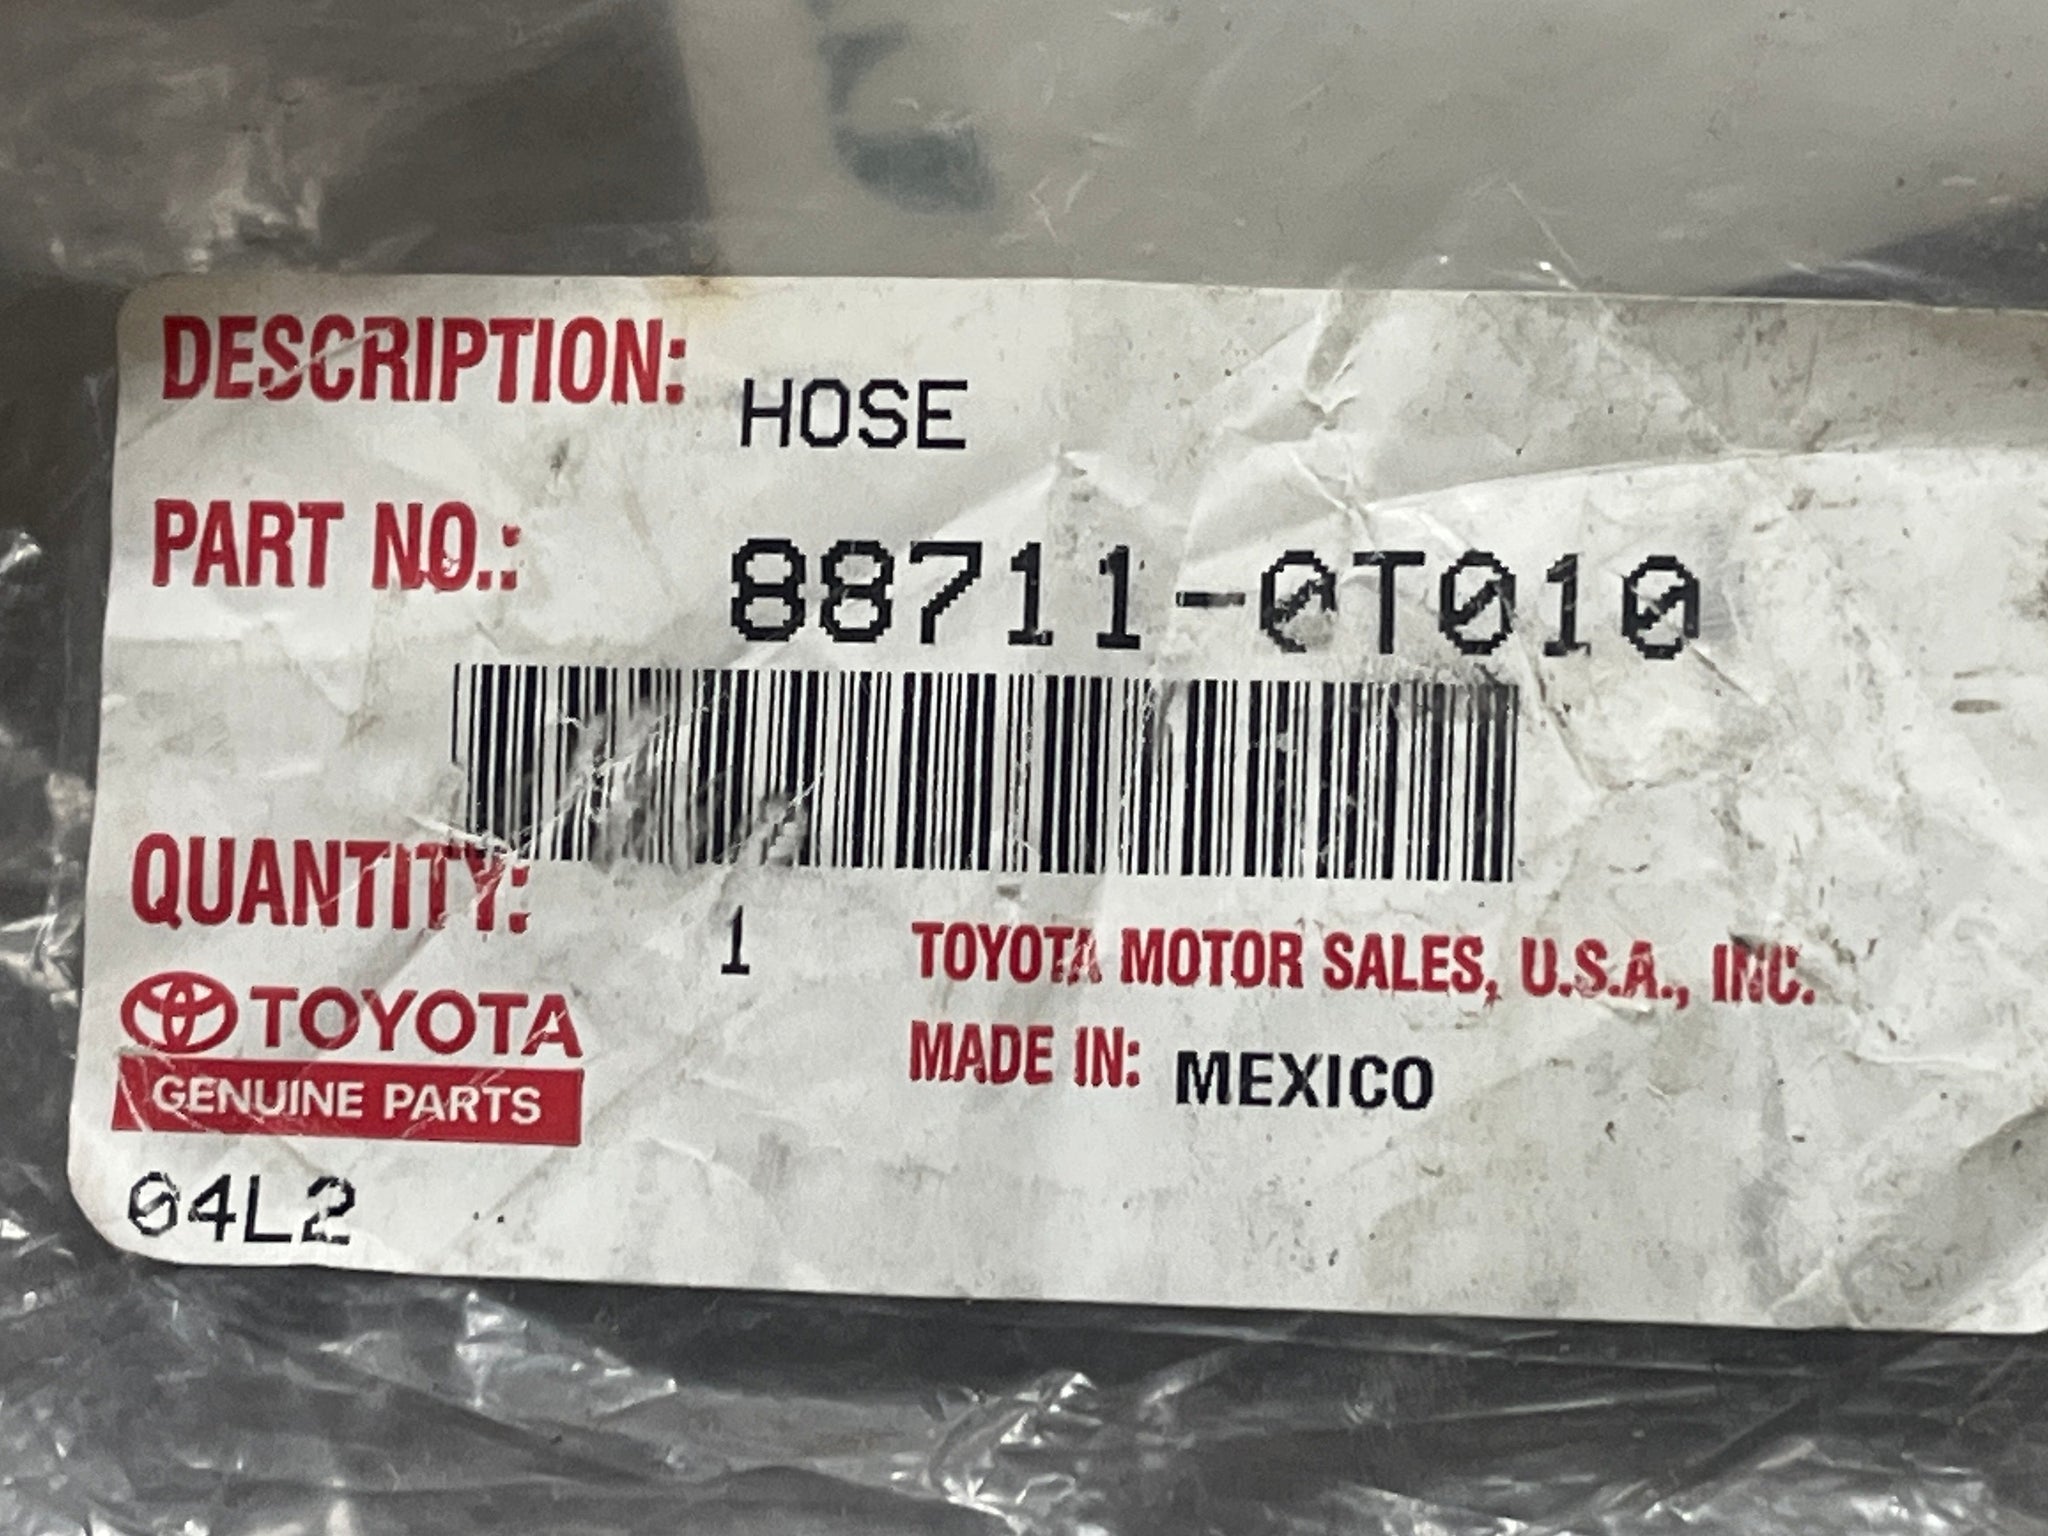 DESCRIPTION: HOSE
PART NO.: 88711-0T010
QUANTITY: 1
TOYOTA MOTOR SALES, U.S.A., INC.
MADE IN: MEXICO
TOYOTA
GENUINE PARTS
04L2